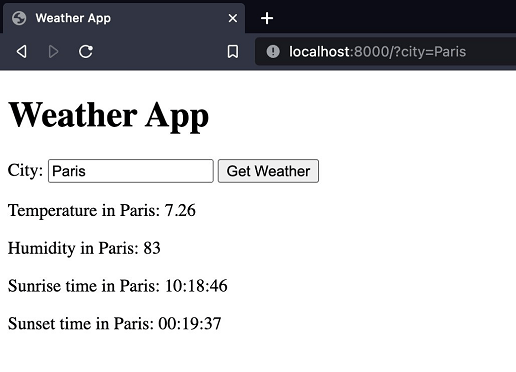 Weather App
localhost:8000/?city=Paris
Weather App
City: Paris Get Weather
Temperature in Paris: 7.26
Humidity in Paris: 83
Sunrise time in Paris: 10:18:46
Sunset time in Paris: 00:19:37